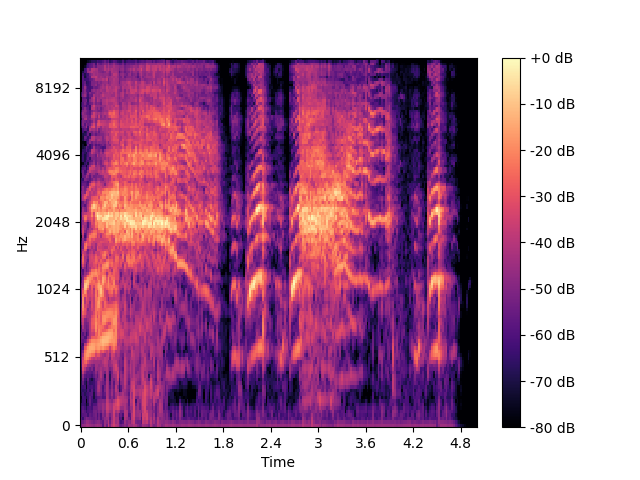 8192
4096
2048
1024
512
0
Hz
0 0.6 1.2 1.8 2.4 3 3.6 4.2 4.8
Time
+0 dB
-10 dB
-20 dB
-30 dB
-40 dB
-50 dB
-60 dB
-70 dB
-80 dB